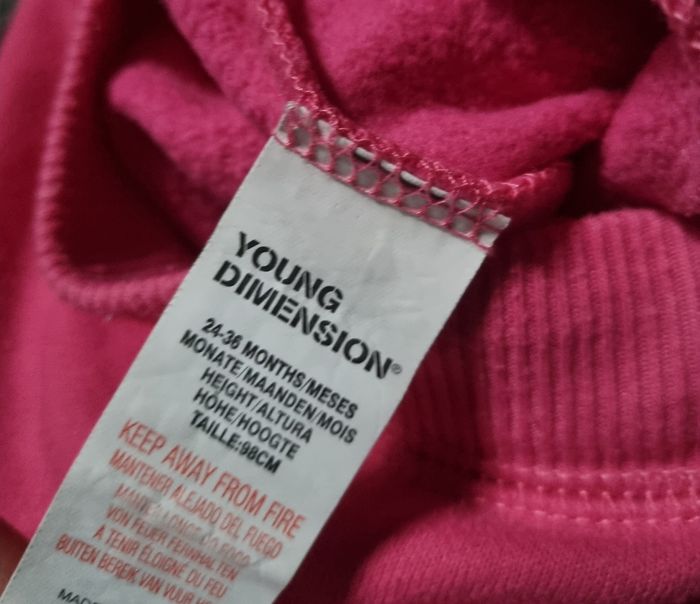 YOUNG
DIMENSION®
24-36 MONTHS/MESES
MONATE/MAANDEN/MOIS
HEIGHT/ALTURA
HÖHE/HOOGTE
TAILLE:98CM
KEEP AWAY FROM FIRE
MANTENER ALEJADO DEL FUEGO
VON FEUER FERNHALTEN
A TENIR ÉLOIGNÉ DU FEU
BUITEN BEREIK VAN VUUR